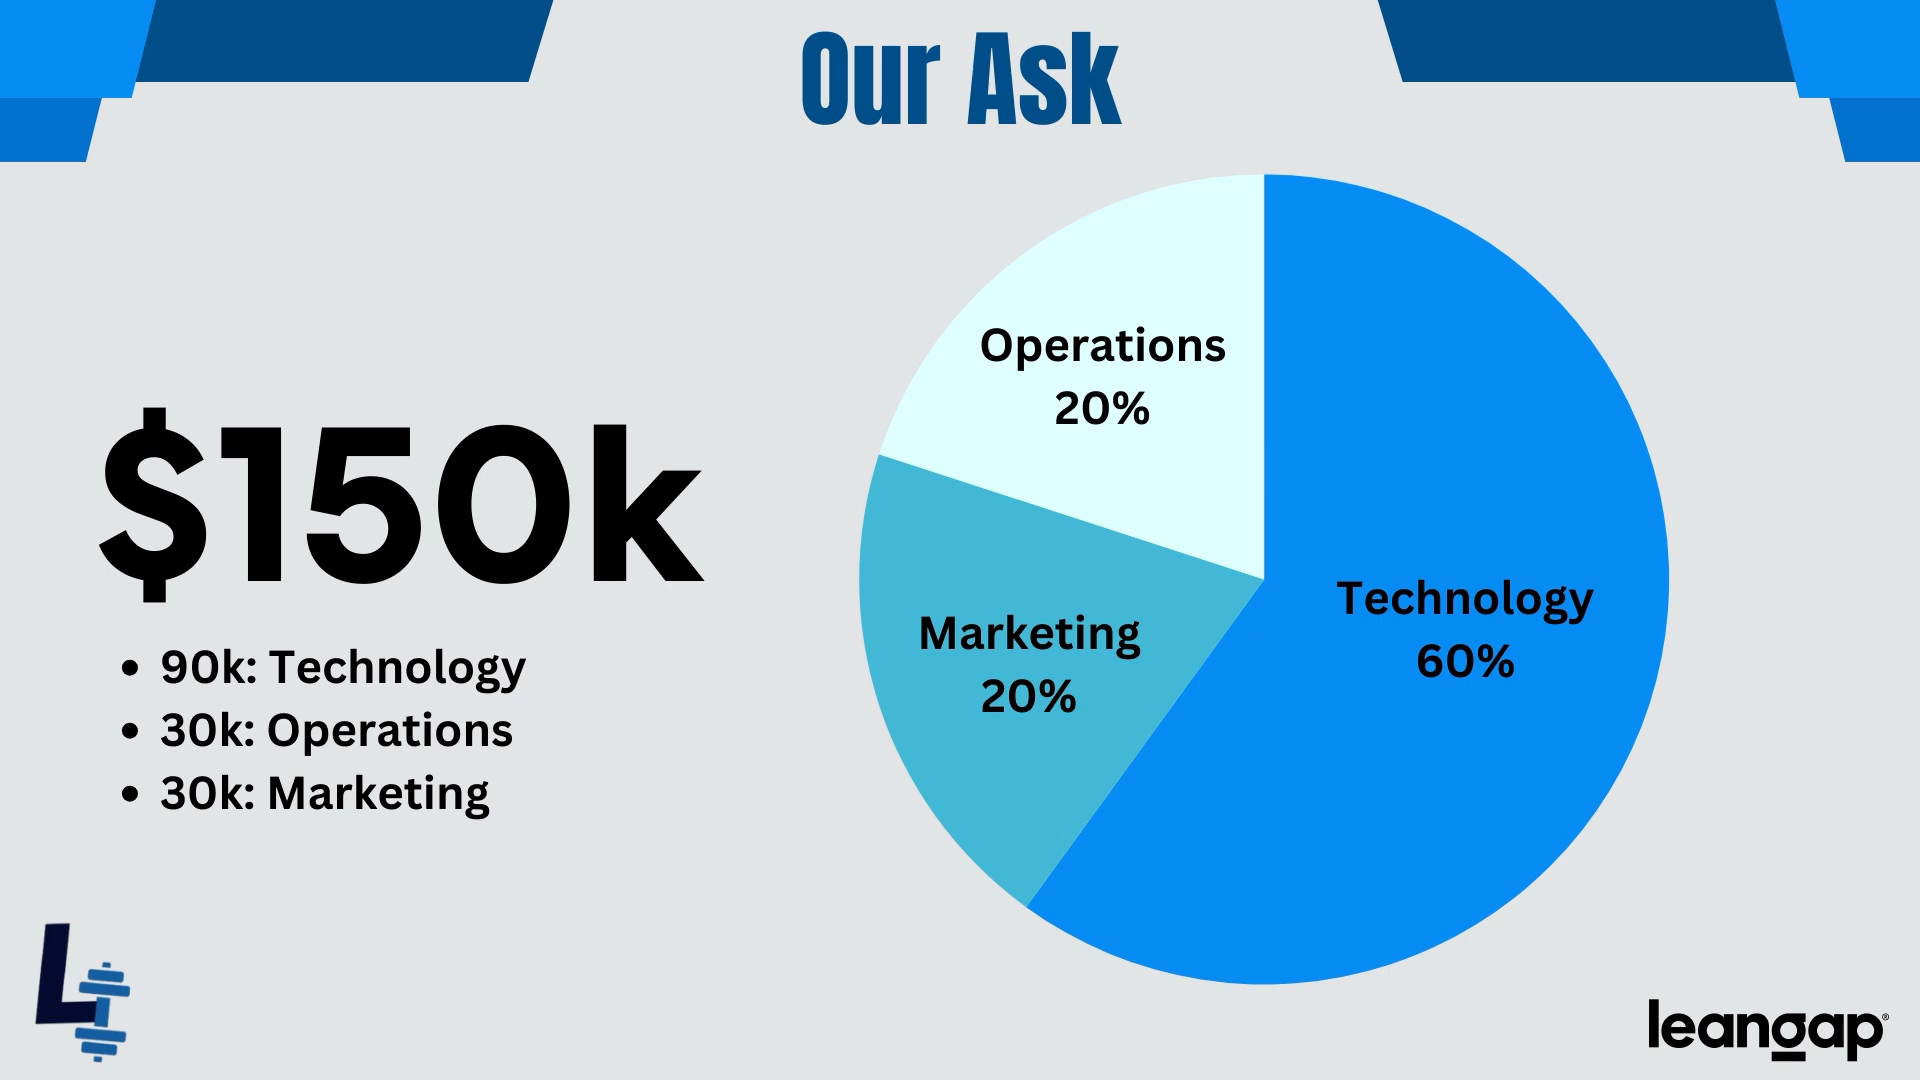 Our Ask
$150k
• 90k: Technology
• 30k: Operations
• 30k: Marketing
Operations
20%
Marketing
20%
Technology
60%
L
leangap®